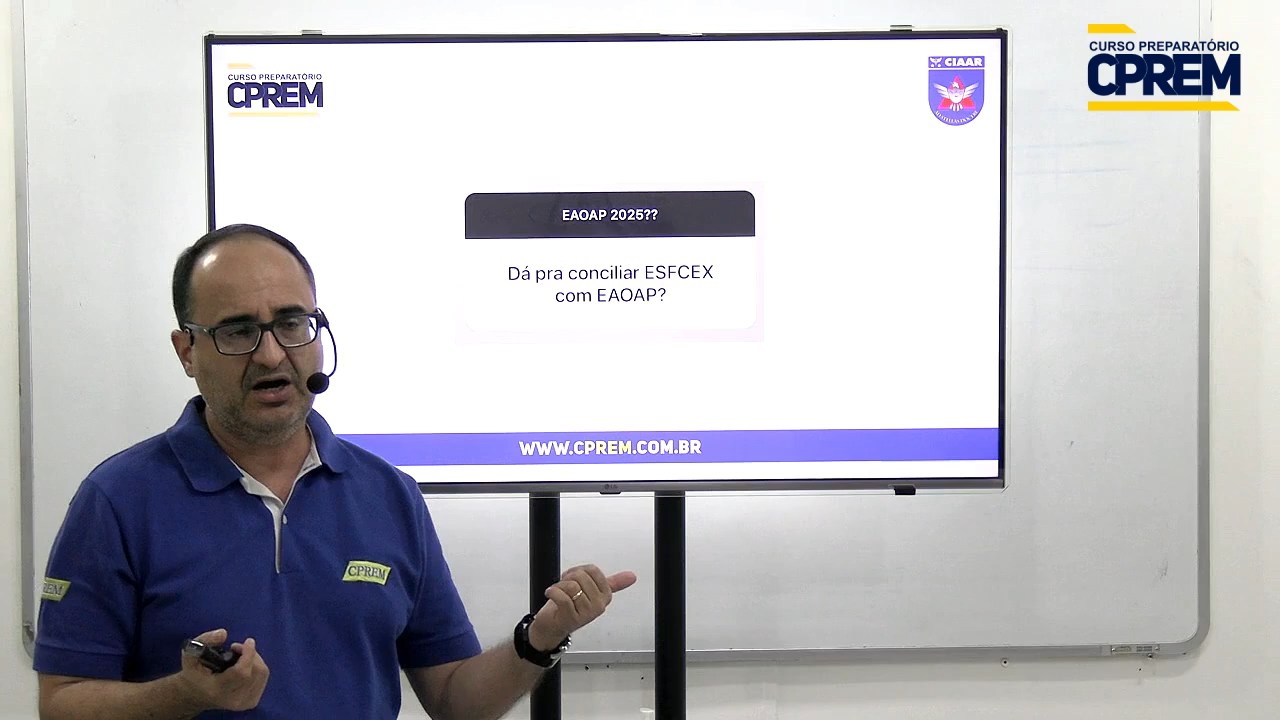 CURSO PREPARATÓRIO
CPREM
CIAAR
CURSO PREPARATÓRIO
CPREM
EAOAP 2025??
Dá pra conciliar ESFCEX
com EAOAP?
WWW.CPREM.COM.BR
LG
CPREM